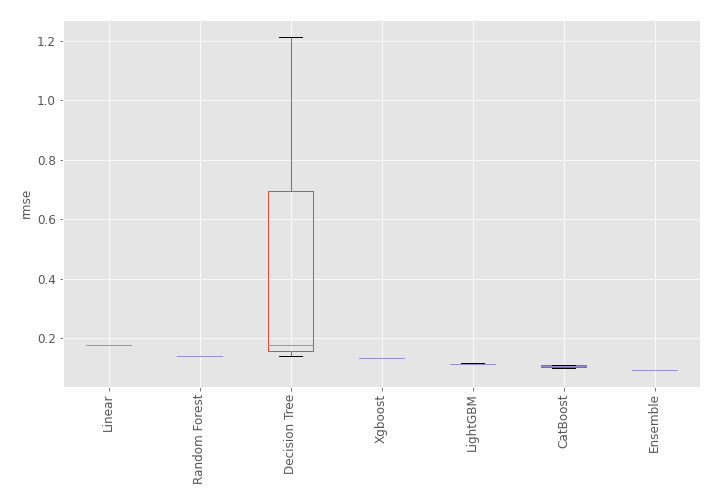 1.2
1.0
0.8
0.6
0.4
0.2
rmse
Linear
Random Forest
Decision Tree
Xgboost
LightGBM
CatBoost
Ensemble